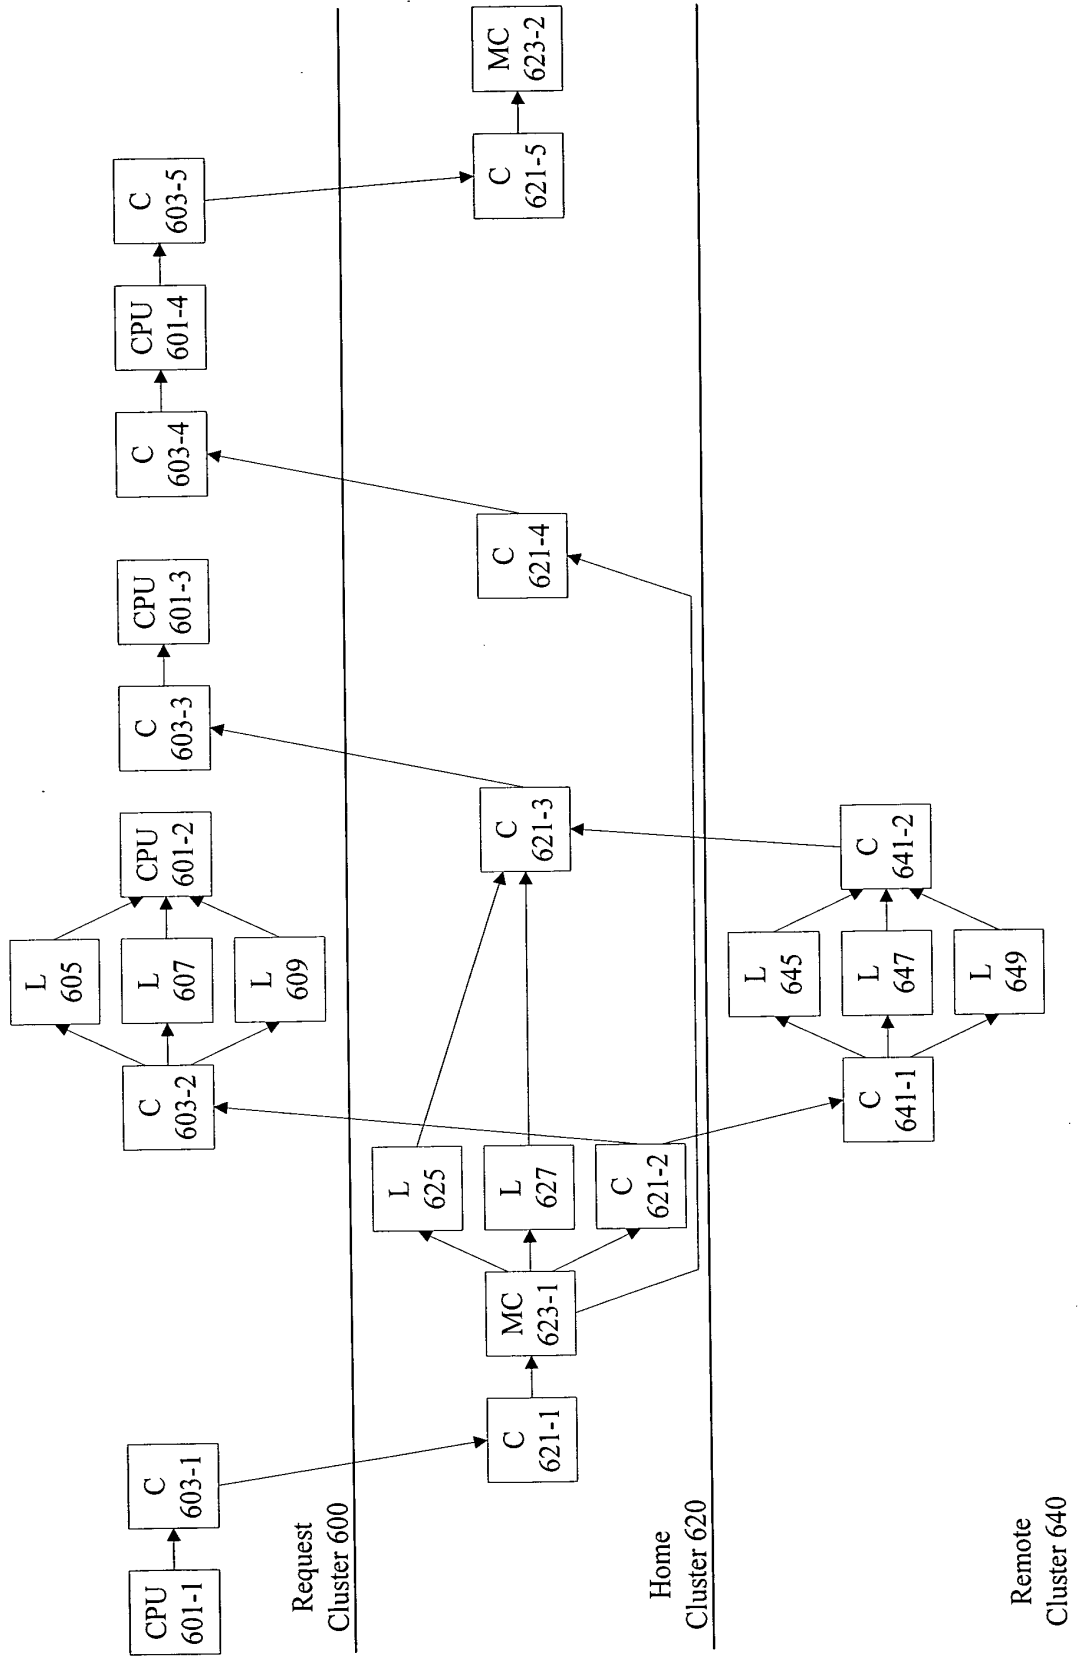 CPU
601-1
C
603-1
C
603-2
L
605
L
607
L
609
CPU
601-2
C
603-3
CPU
601-3
C
603-4
CPU
601-4
C
603-5
Request
Cluster 600
C
621-1
MC
623-1
L
625
L
627
C
621-2
C
621-3
C
621-4
C
621-5
MC
623-2
Home
Cluster 620
C
641-1
L
645
L
647
L
649
C
641-2
Remote
Cluster 640